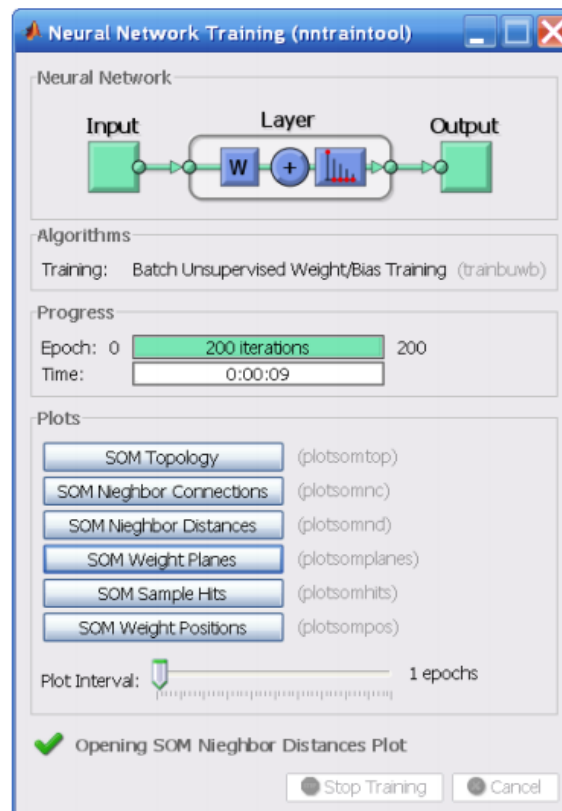 Neural Network Training (nntraintool)
Neural Network
Input Layer Output
W +
Algorithms
Training: Batch Unsupervised Weight/Bias Training (trainbuwb)
Progress
Epoch: 0 200 iterations 200
Time: 0:00:09
Plots
SOM Topology (plotsomtop)
SOM Nieghbor Connections (plotsomnc)
SOM Nieghbor Distances (plotsomnd)
SOM Weight Planes (plotsomplanes)
SOM Sample Hits (plotsomhits)
SOM Weight Positions (plotsompos)
Plot Interval: 1 epochs
Opening SOM Nieghbor Distances Plot
Stop Training Cancel